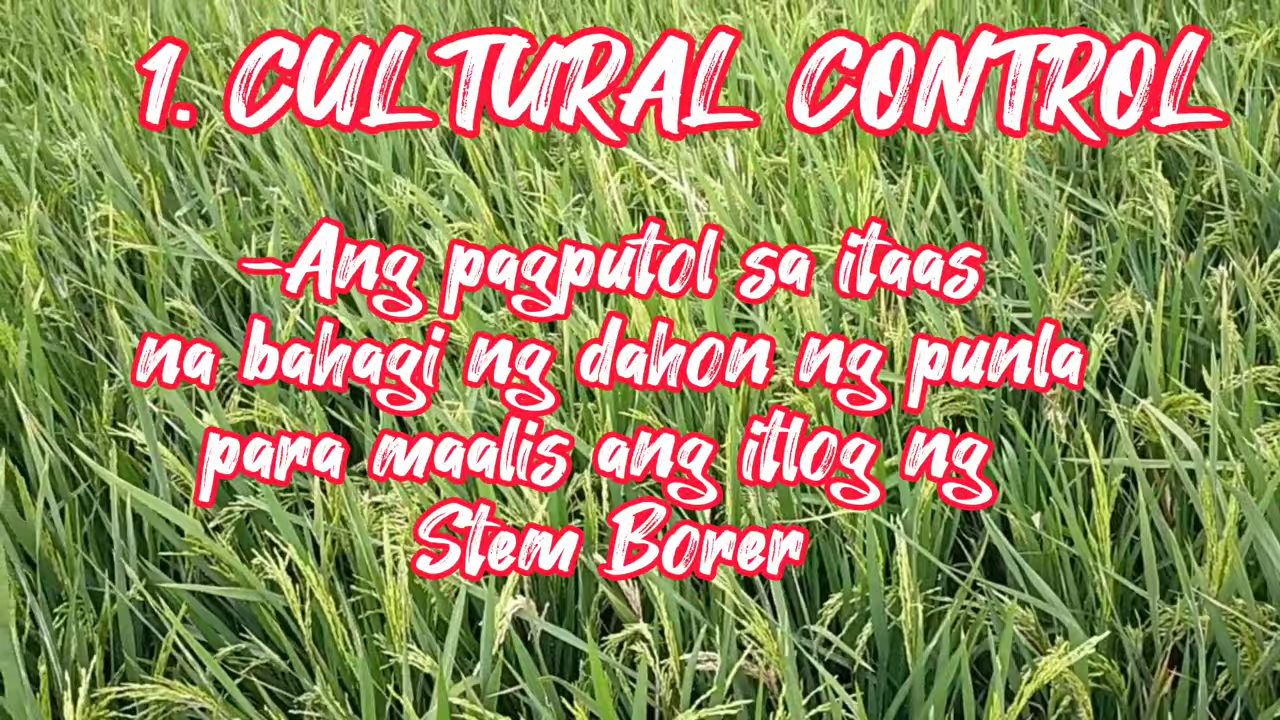 1. CULTURAL CONTROL
-Ang pagputol sa itaas
na bahagi ng dahon ng punla
para maalis ang itlog ng
Stem Borer